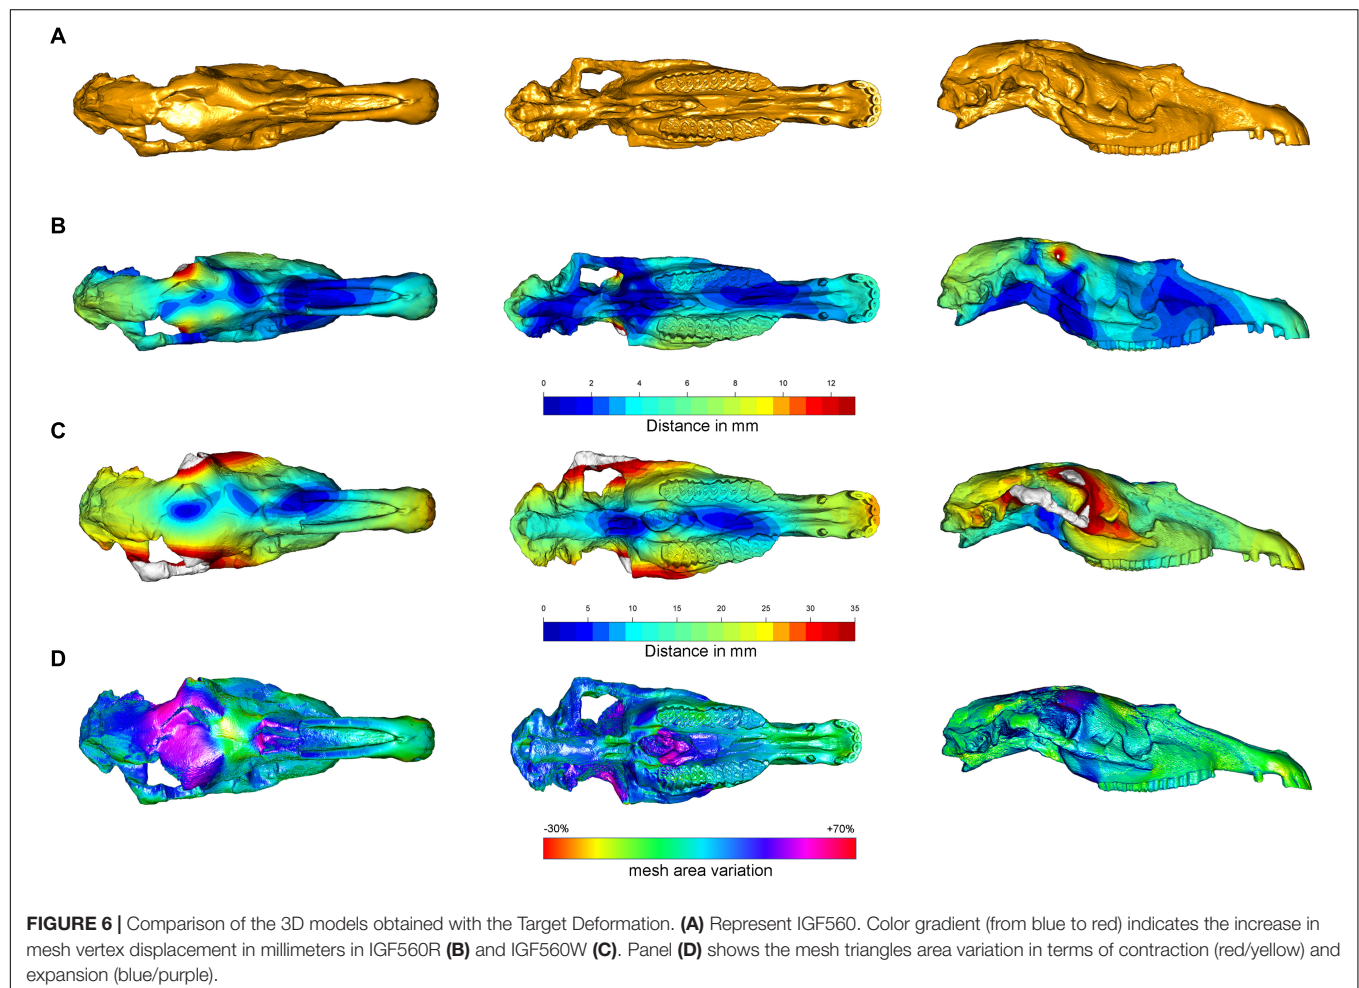 A
B
0 2 4 6 8 10 12
Distance in mm
C
0 5 10 15 20 25 30 35
Distance in mm
D
-30% +70%
mesh area variation
FIGURE 6 | Comparison of the 3D models obtained with the Target Deformation. (A) Represent IGF560. Color gradient (from blue to red) indicates the increase in
mesh vertex displacement in millimeters in IGF560R (B) and IGF560W (C). Panel (D) shows the mesh triangles area variation in terms of contraction (red/yellow) and
expansion (blue/purple).